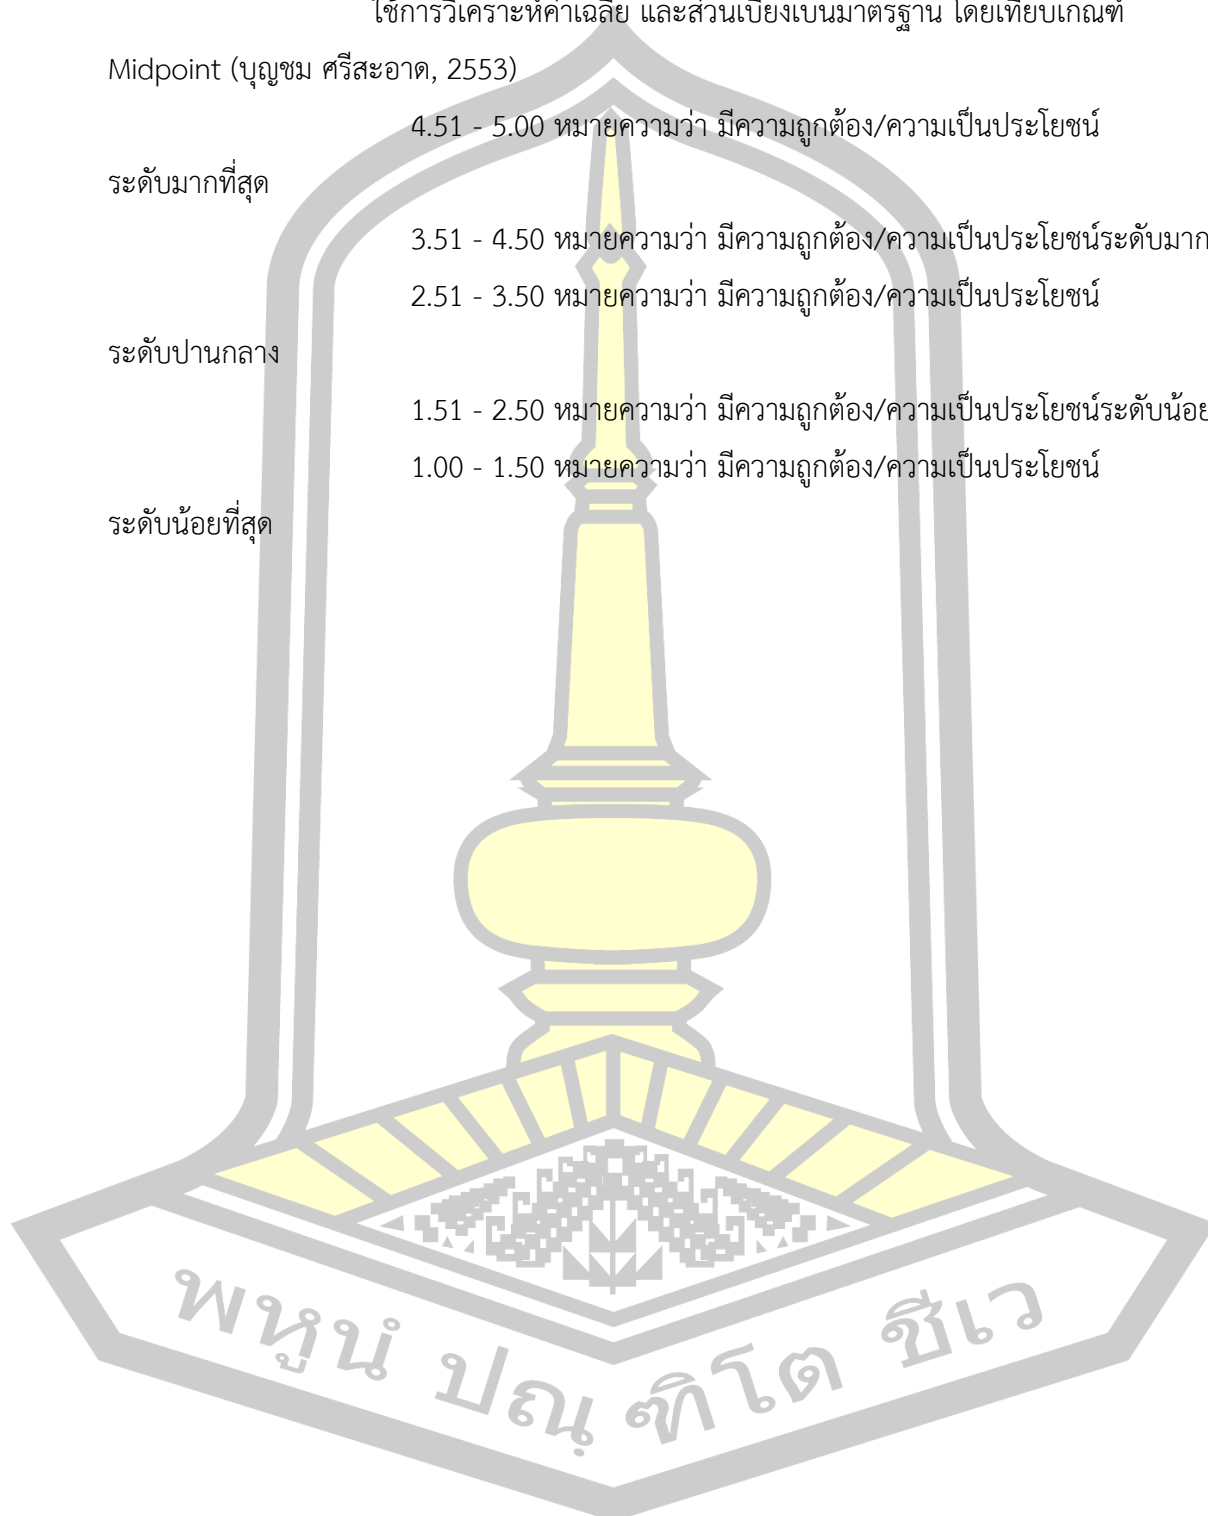 ใช้การวิเคราะห์ค่าเฉลี่ย และส่วนเบี่ยงเบนมาตรฐาน โดยเทียบเกณฑ์
Midpoint (บุญชม ศรีสะอาด, 2553)
4.51 - 5.00 หมายความว่า มีความถูกต้อง/ความเป็นประโยชน์
ระดับมากที่สุด
3.51 - 4.50 หมายความว่า มีความถูกต้อง/ความเป็นประโยชน์ระดับมาก
2.51 - 3.50 หมายความว่า มีความถูกต้อง/ความเป็นประโยชน์
ระดับปานกลาง
1.51 - 2.50 หมายความว่า มีความถูกต้อง/ความเป็นประโยชน์ระดับน้อย
1.00 - 1.50 หมายความว่า มีความถูกต้อง/ความเป็นประโยชน์
ระดับน้อยที่สุด
พหูนํ ปณฺฑิโต ชีเว